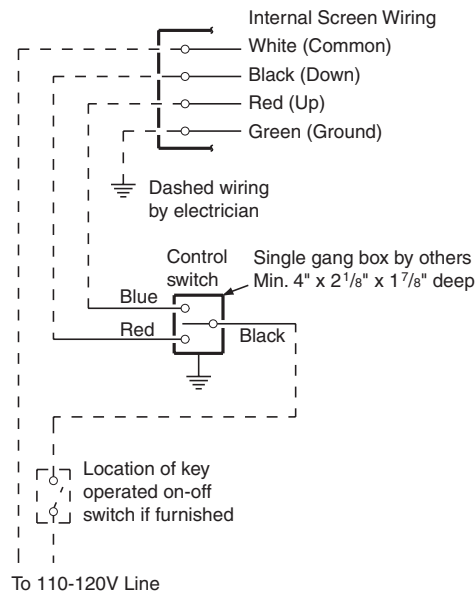 Internal Screen Wiring
White (Common)
Black (Down)
Red (Up)
Green (Ground)
Dashed wiring
by electrician
Control
switch
Single gang box by others
Min. 4" x 2 1/8" x 1 7/8" deep
Blue
Red
Black
Location of key
operated on-off
switch if furnished
To 110-120V Line